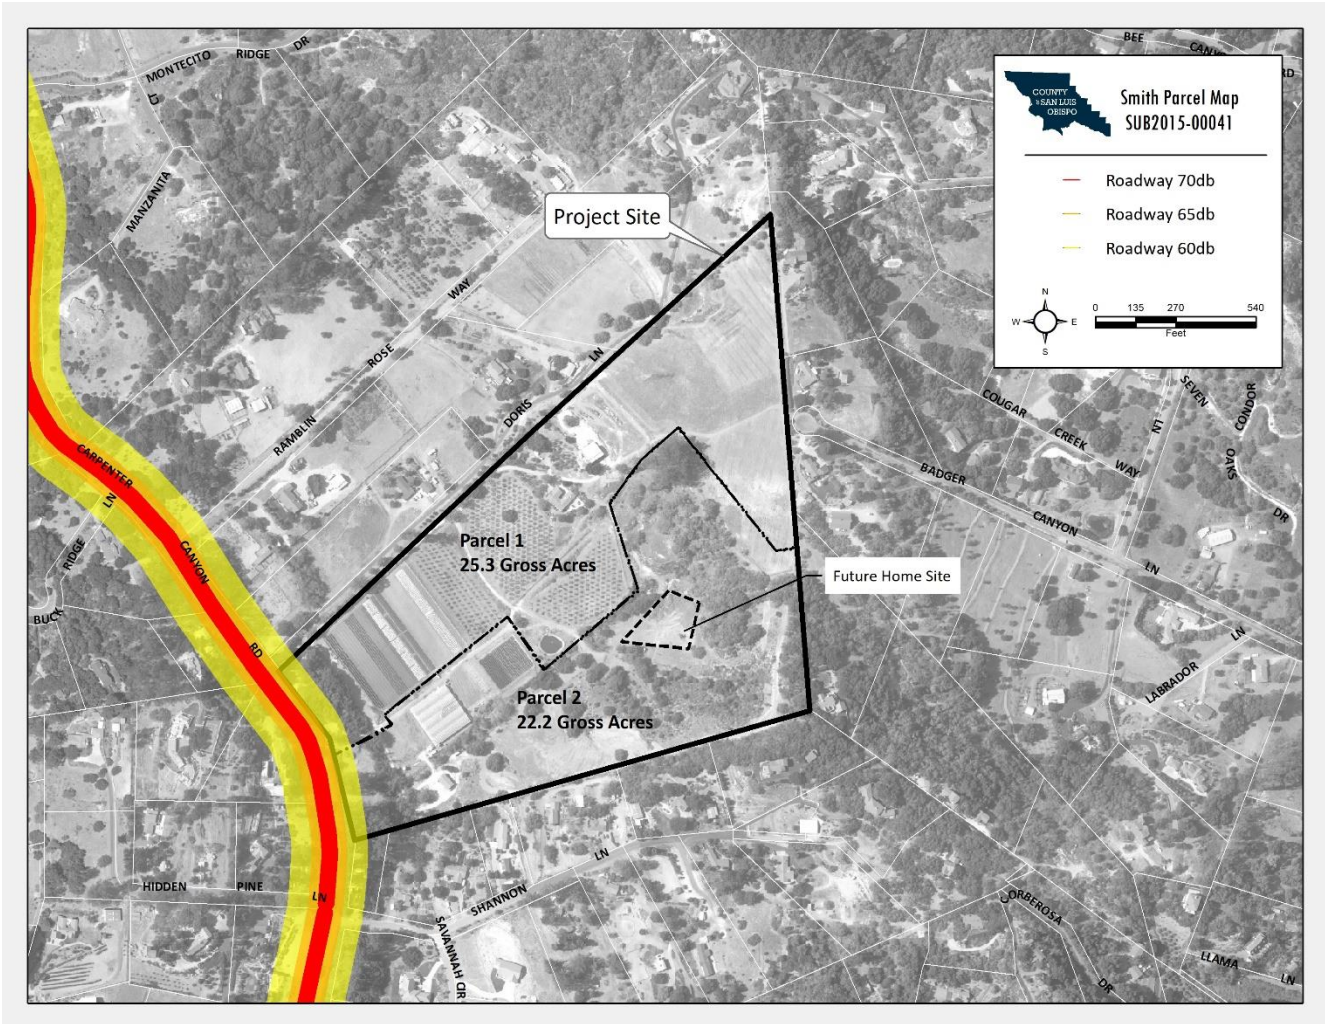 MONTECITO RIDGE DR
CT
MANZANITA
BEE CANYON RD
COUNTY
of SAN LUIS
OBISPO
Smith Parcel Map
SUB2015-00041
Roadway 70db
Roadway 65db
Roadway 60db
N
W E
S
0 135 270 540
Feet
Project Site
RAMBLIN ROSE WAY
DORIS LN
CARPENTER CANYON RD
BUCK RIDGE LN
COUGAR CREEK WAY
BADGER CANYON LN
LN
SEVEN OAKS DR
CONDOR
Parcel 1
25.3 Gross Acres
Future Home Site
Parcel 2
22.2 Gross Acres
LABRADOR LN
HIDDEN PINE LN
SHANNON LN
SAVANNAH CIR
CORBEROSA DR
LLAMA LN